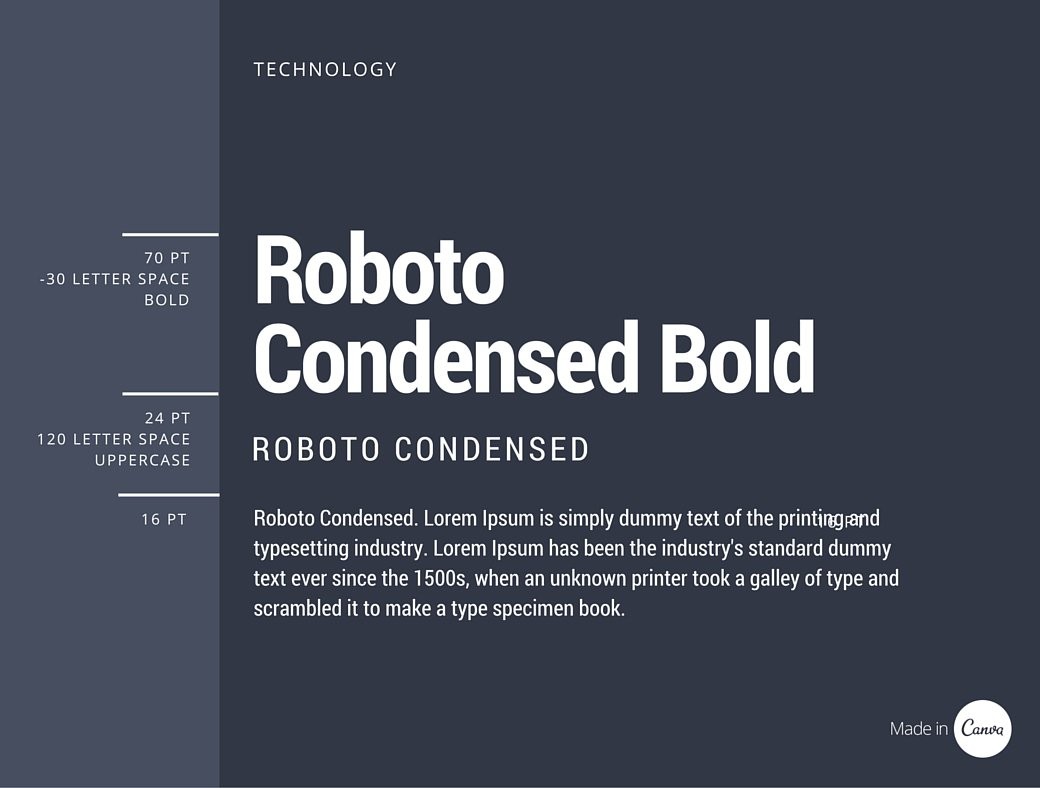 TECHNOLOGY
70 PT
-30 LETTER SPACE
BOLD
Roboto
Condensed Bold
24 PT
120 LETTER SPACE
UPPERCASE
ROBOTO CONDENSED
16 PT
Roboto Condensed. Lorem Ipsum is simply dummy text of the printing and
typesetting industry. Lorem Ipsum has been the industry's standard dummy
text ever since the 1500s, when an unknown printer took a galley of type and
scrambled it to make a type specimen book.
16 PT
Made in Canva